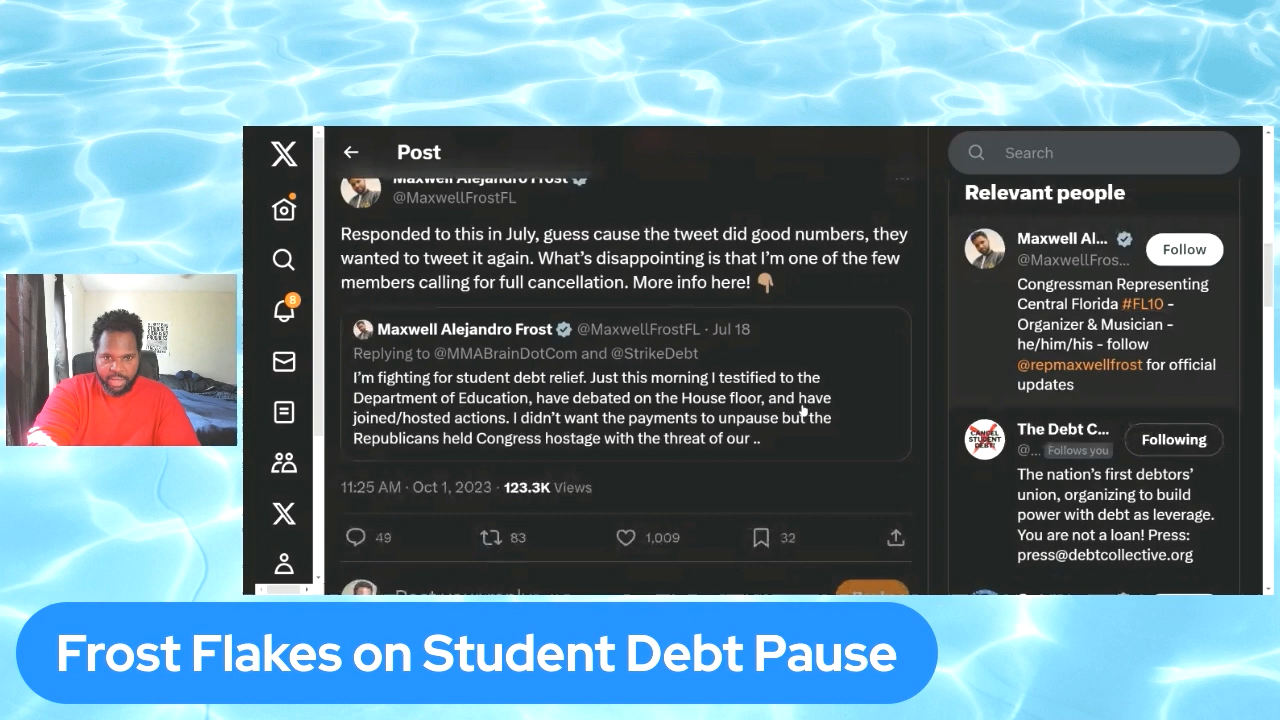 Post
Search
Maxwell Alejandro Frost
@MaxwellFrostFL
Responded to this in July, guess cause the tweet did good numbers, they
wanted to tweet it again. What’s disappointing is that I’m one of the few
members calling for full cancellation. More info here! 👇🏽
Maxwell Alejandro Frost @MaxwellFrostFL · Jul 18
Replying to @MMABrainDotCom and @StrikeDebt
I’m fighting for student debt relief. Just this morning I testified to the
Department of Education, have debated on the House floor, and have
joined/hosted actions. I didn’t want the payments to unpause but the
Republicans held Congress hostage with the threat of our ..
11:25 AM · Oct 1, 2023 · 123.3K Views
49 83 1,009 32
8
Relevant people
Maxwell Al...
@MaxwellFros...
Follow
Congressman Representing
Central Florida #FL10 -
Organizer & Musician -
he/him/his - follow
@repmaxwellfrost for official
updates
CANCEL
STUDENT
DEBT!
The Debt C...
@... Follows you
Following
The nation’s first debtors’
union, organizing to build
power with debt as leverage.
You are not a loan! Press:
press@debtcollective.org
Frost Flakes on Student Debt Pause